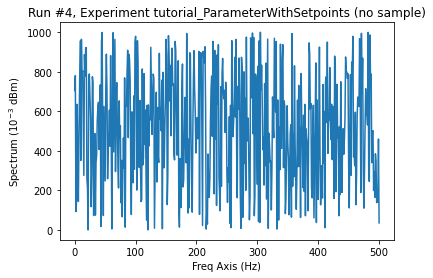 Run #4, Experiment tutorial_ParameterWithSetpoints (no sample)
1000
800
600
400
200
0
Spectrum (10⁻³ dBm)
0 100 200 300 400 500
Freq Axis (Hz)